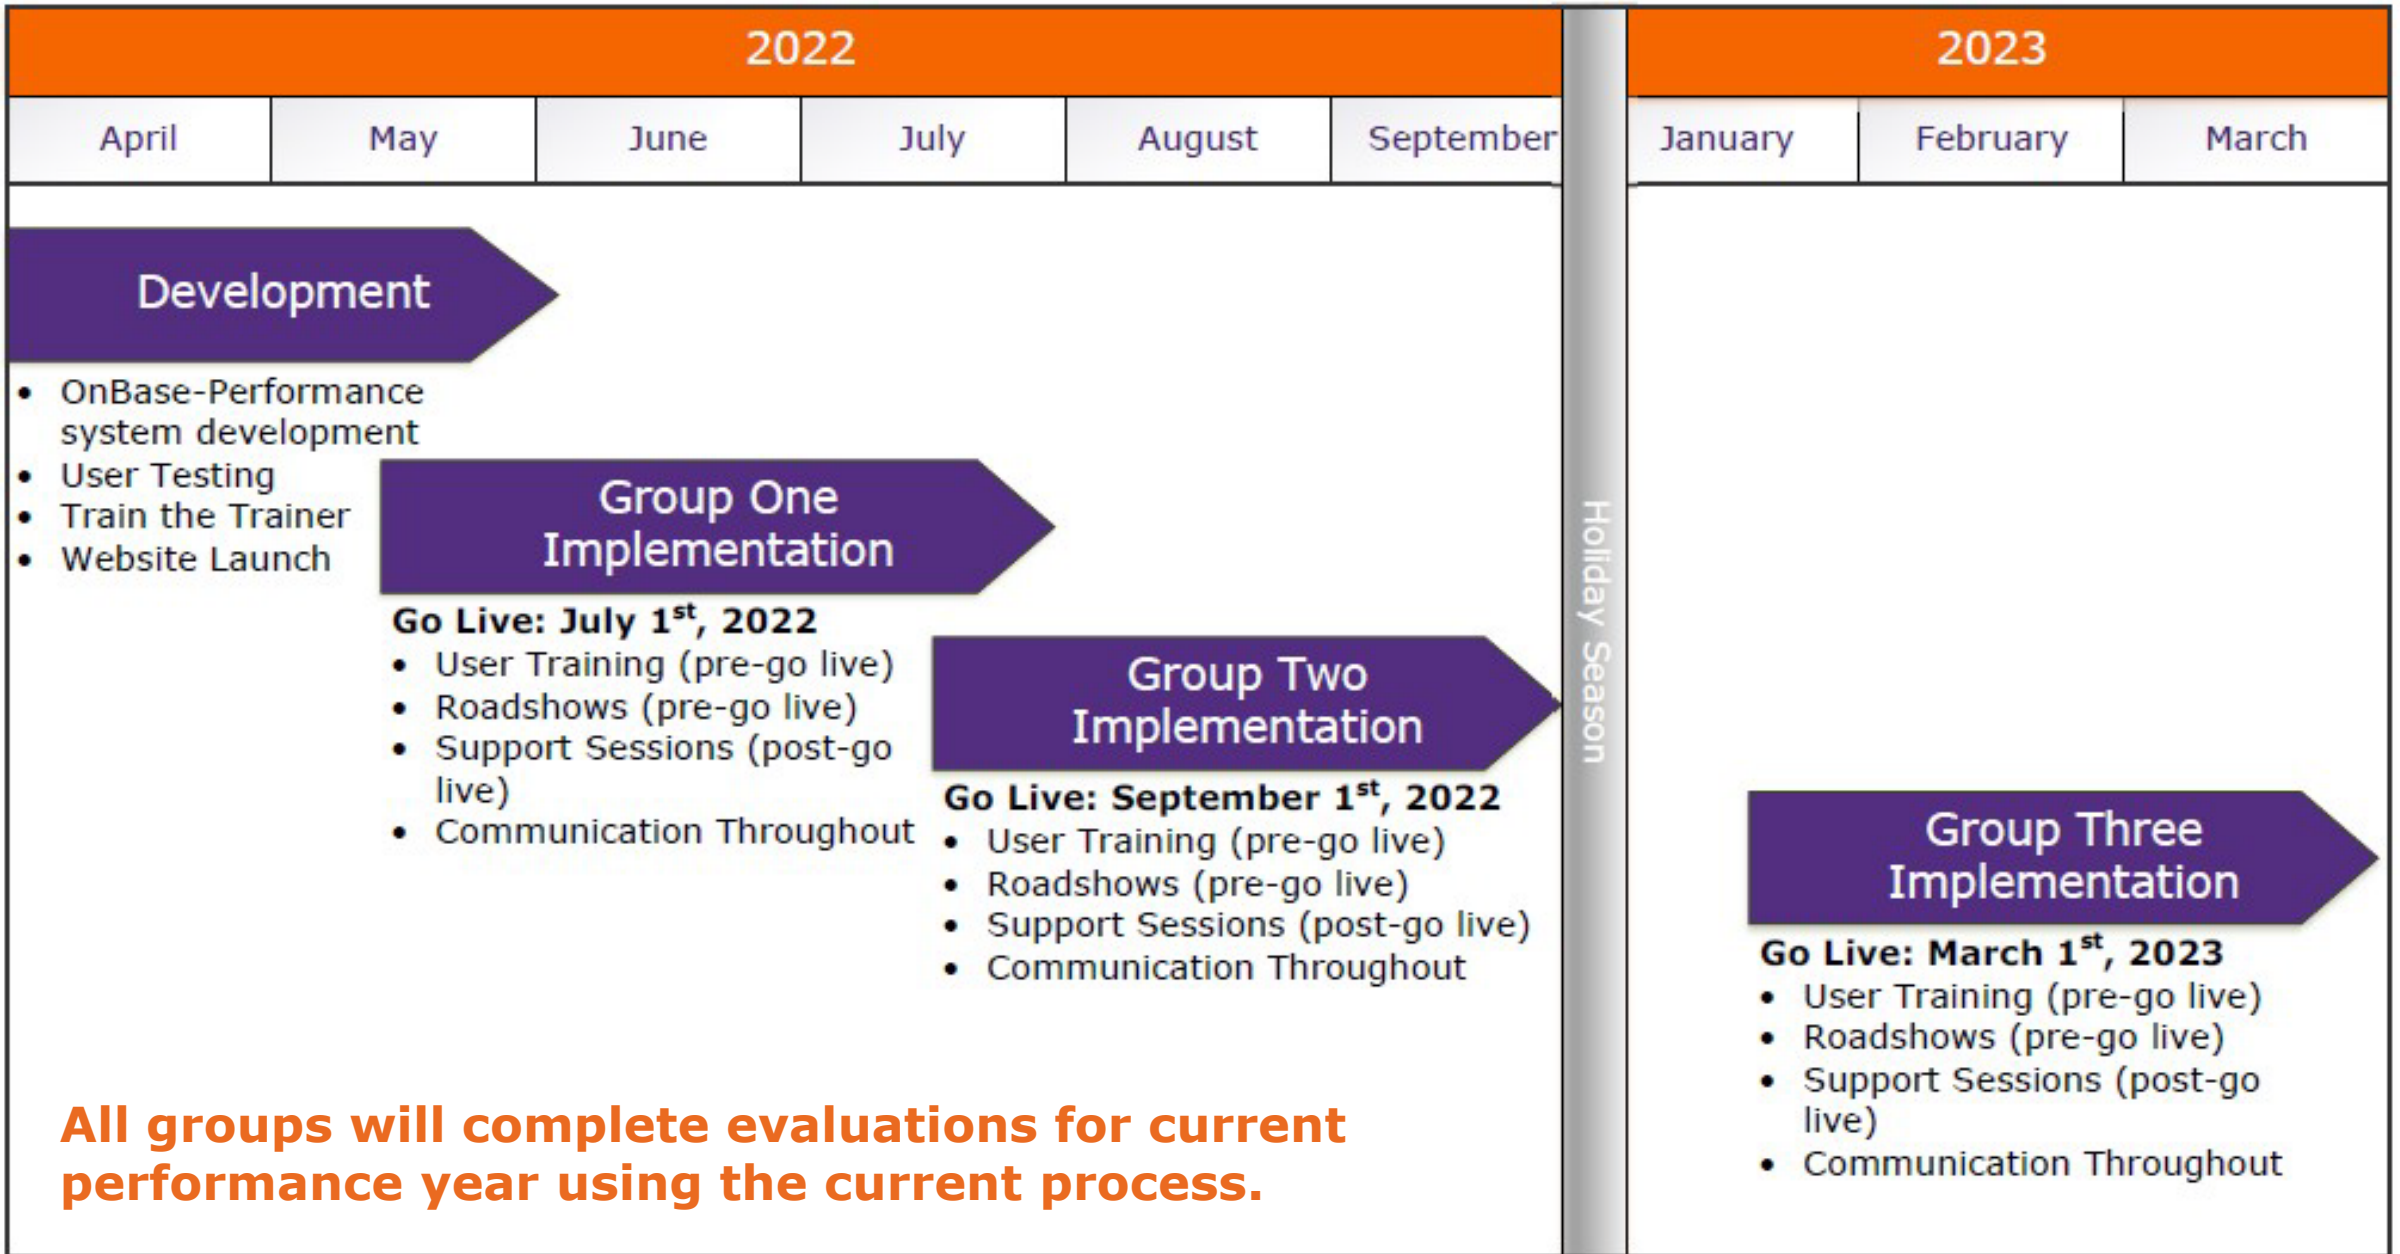 2022
2023
April
May
June
July
August
September
January
February
March
Development
• OnBase-Performance
system development
• User Testing
• Train the Trainer
• Website Launch
Group One
Implementation
Go Live: July 1st, 2022
• User Training (pre-go live)
• Roadshows (pre-go live)
• Support Sessions (post-go
live)
• Communication Throughout
Group Two
Implementation
Go Live: September 1st, 2022
• User Training (pre-go live)
• Roadshows (pre-go live)
• Support Sessions (post-go live)
• Communication Throughout
Holiday Season
Group Three
Implementation
Go Live: March 1st, 2023
• User Training (pre-go live)
• Roadshows (pre-go live)
• Support Sessions (post-go
live)
• Communication Throughout
All groups will complete evaluations for current
performance year using the current process.